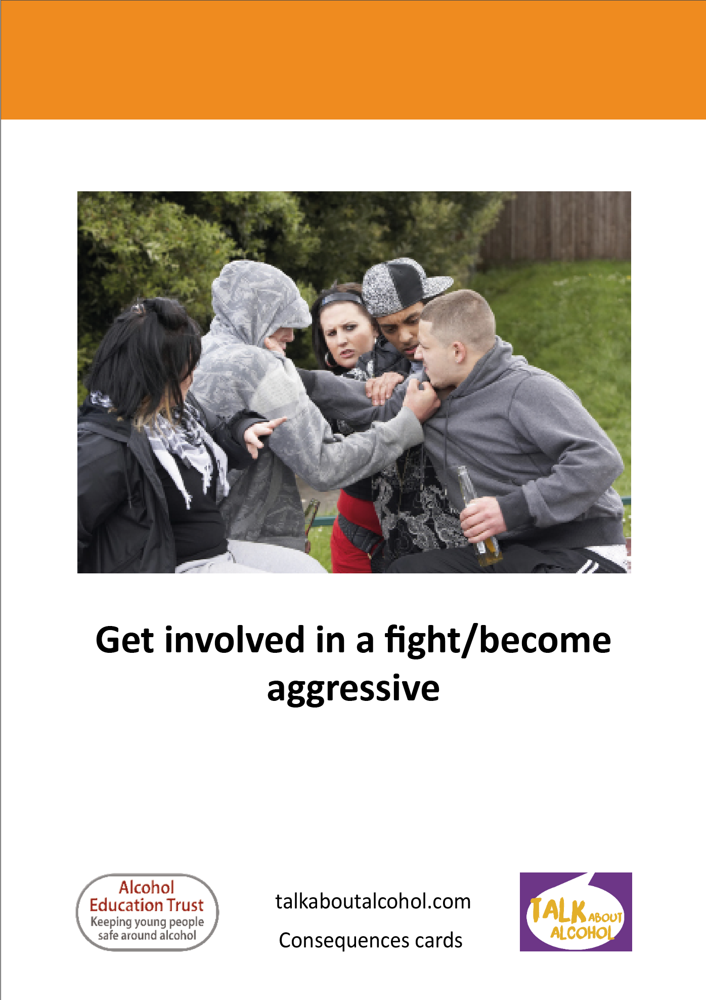 Get involved in a fight/become
aggressive
Alcohol
Education Trust
Keeping young people
safe around alcohol
talkaboutalcohol.com
Consequences cards
TALK ABOUT
ALCOHOL